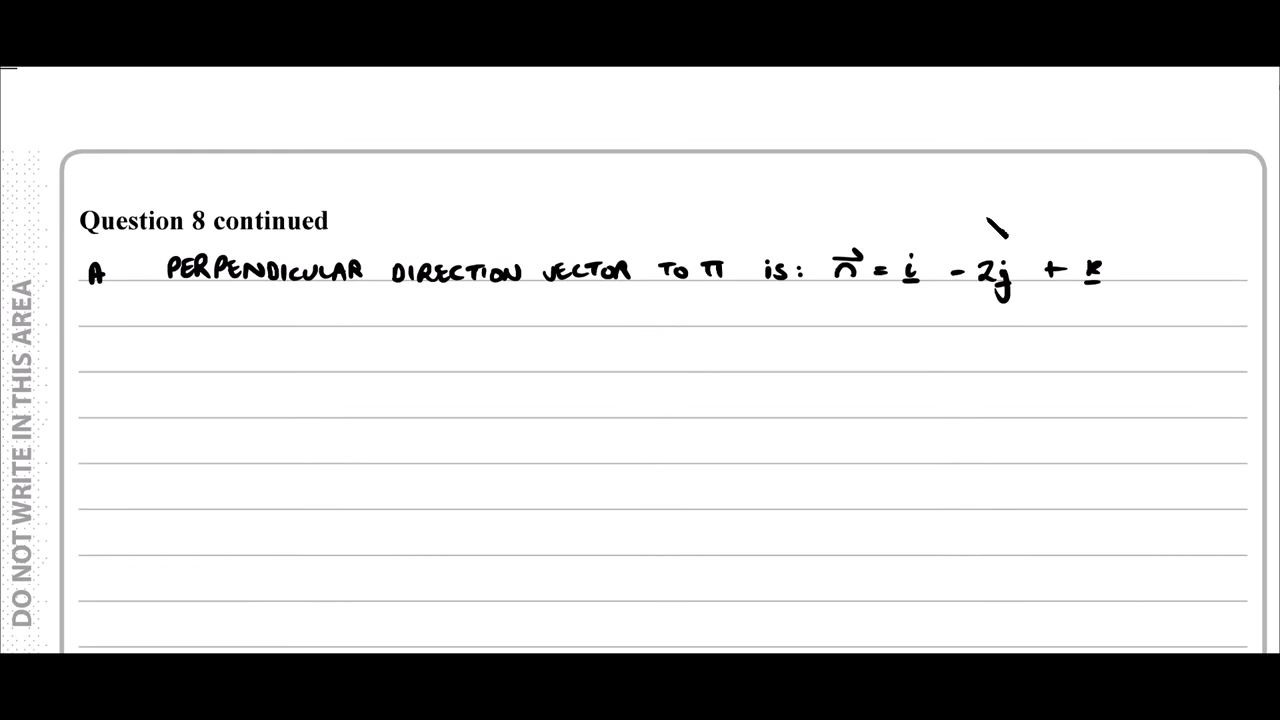 Question 8 continued
A PERPENDICULAR DIRECTION VECTOR TO π is: n⃗ = i - 2j + k
DO NOT WRITE IN THIS AREA